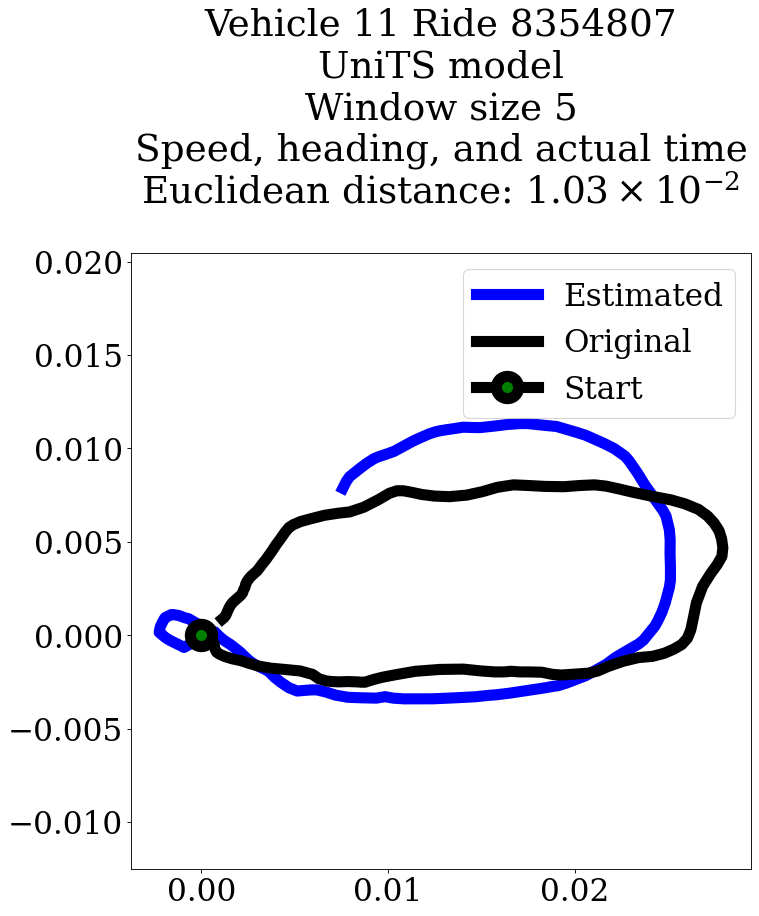 Vehicle 11 Ride 8354807
UniTS model
Window size 5
Speed, heading, and actual time
Euclidean distance: 1.03 × 10⁻²
0.020
0.015
0.010
0.005
0.000
−0.005
−0.010
Estimated
Original
Start
0.00
0.01
0.02